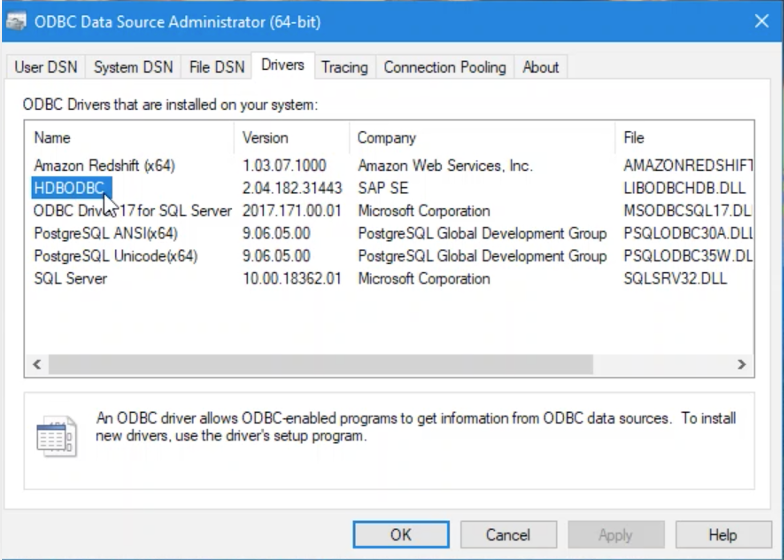 ODBC Data Source Administrator (64-bit)
User DSN System DSN File DSN Drivers Tracing Connection Pooling About
ODBC Drivers that are installed on your system:
Name Version Company File
Amazon Redshift (x64) 1.03.07.1000 Amazon Web Services, Inc. AMAZONREDSHIFT
HDBODBC 2.04.182.31443 SAP SE LIBODBCHDB.DLL
ODBC Driver 17 for SQL Server 2017.171.00.01 Microsoft Corporation MSODBCSQL17.DLL
PostgreSQL ANSI(x64) 9.06.05.00 PostgreSQL Global Development Group PSQLODBC30A.DLL
PostgreSQL Unicode(x64) 9.06.05.00 PostgreSQL Global Development Group PSQLODBC35W.DLL
SQL Server 10.00.18362.01 Microsoft Corporation SQLSRV32.DLL
An ODBC driver allows ODBC-enabled programs to get information from ODBC data sources. To install
new drivers, use the driver's setup program.
OK Cancel Apply Help